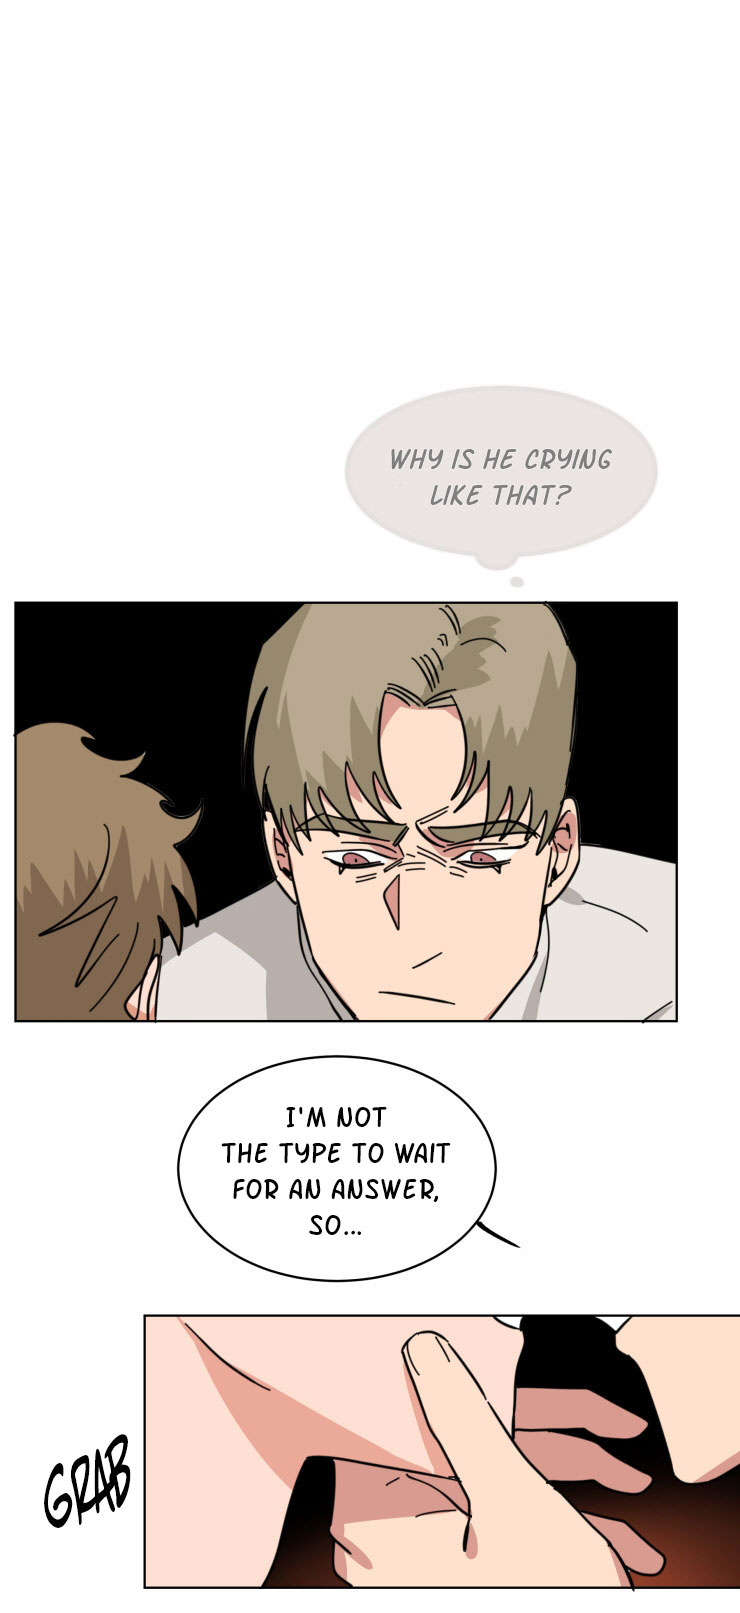 WHY IS HE CRYING
LIKE THAT?
I'M NOT
THE TYPE TO WAIT
FOR AN ANSWER,
SO...
GRAB